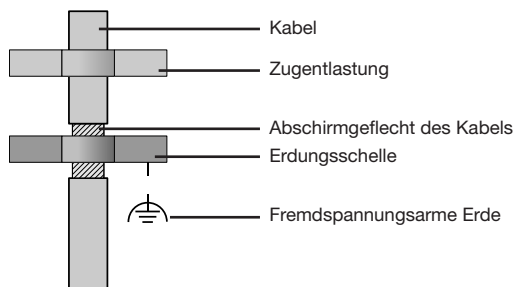 Kabel
Zugentlastung
Abschirmgeflecht des Kabels
Erdungsschelle
Fremdspannungsarme Erde